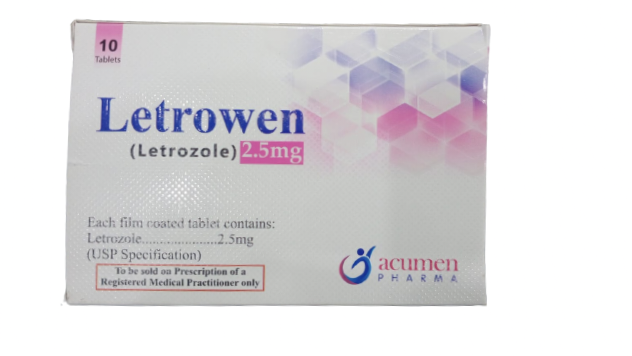 10
Tablets
Letrowen
(Letrozole) 2.5mg
Each film coated tablet contains:
Letrozole......................2.5mg
(USP Specification)
To be sold on Prescription of a
Registered Medical Practitioner only
acumen
PHARMA